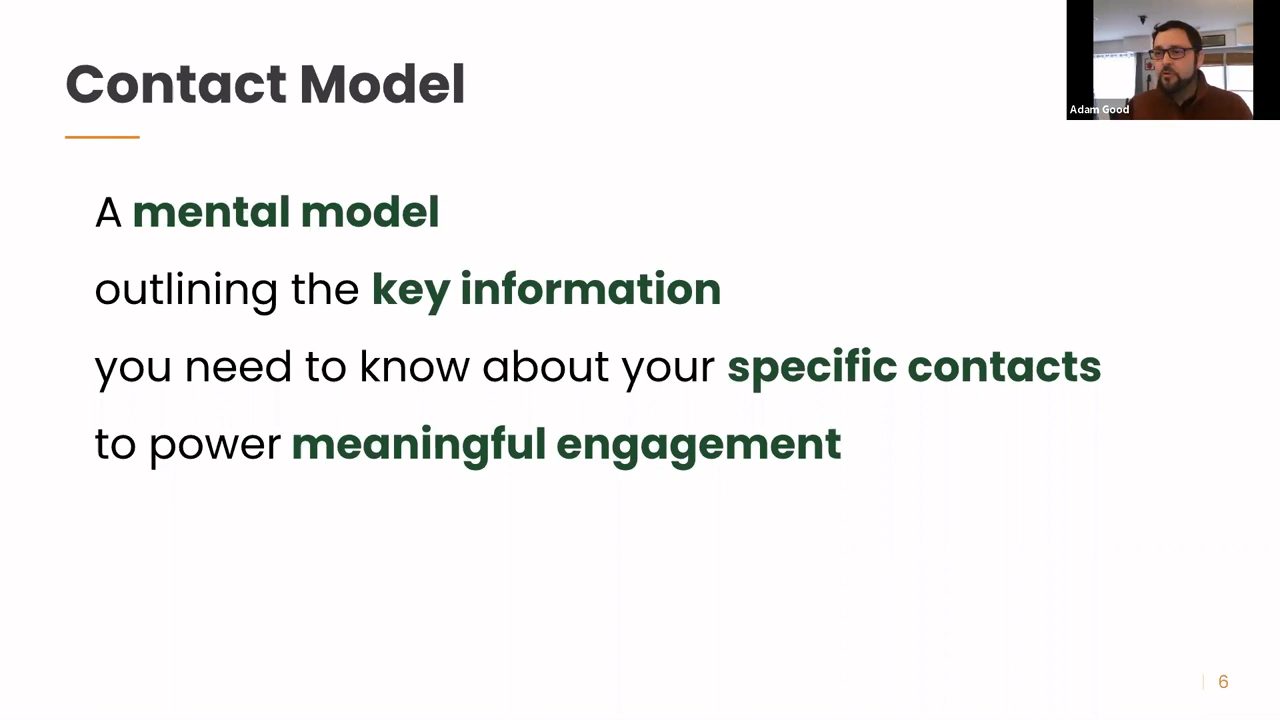 Contact Model
Adam Good
A mental model
outlining the key information
you need to know about your specific contacts
to power meaningful engagement
6